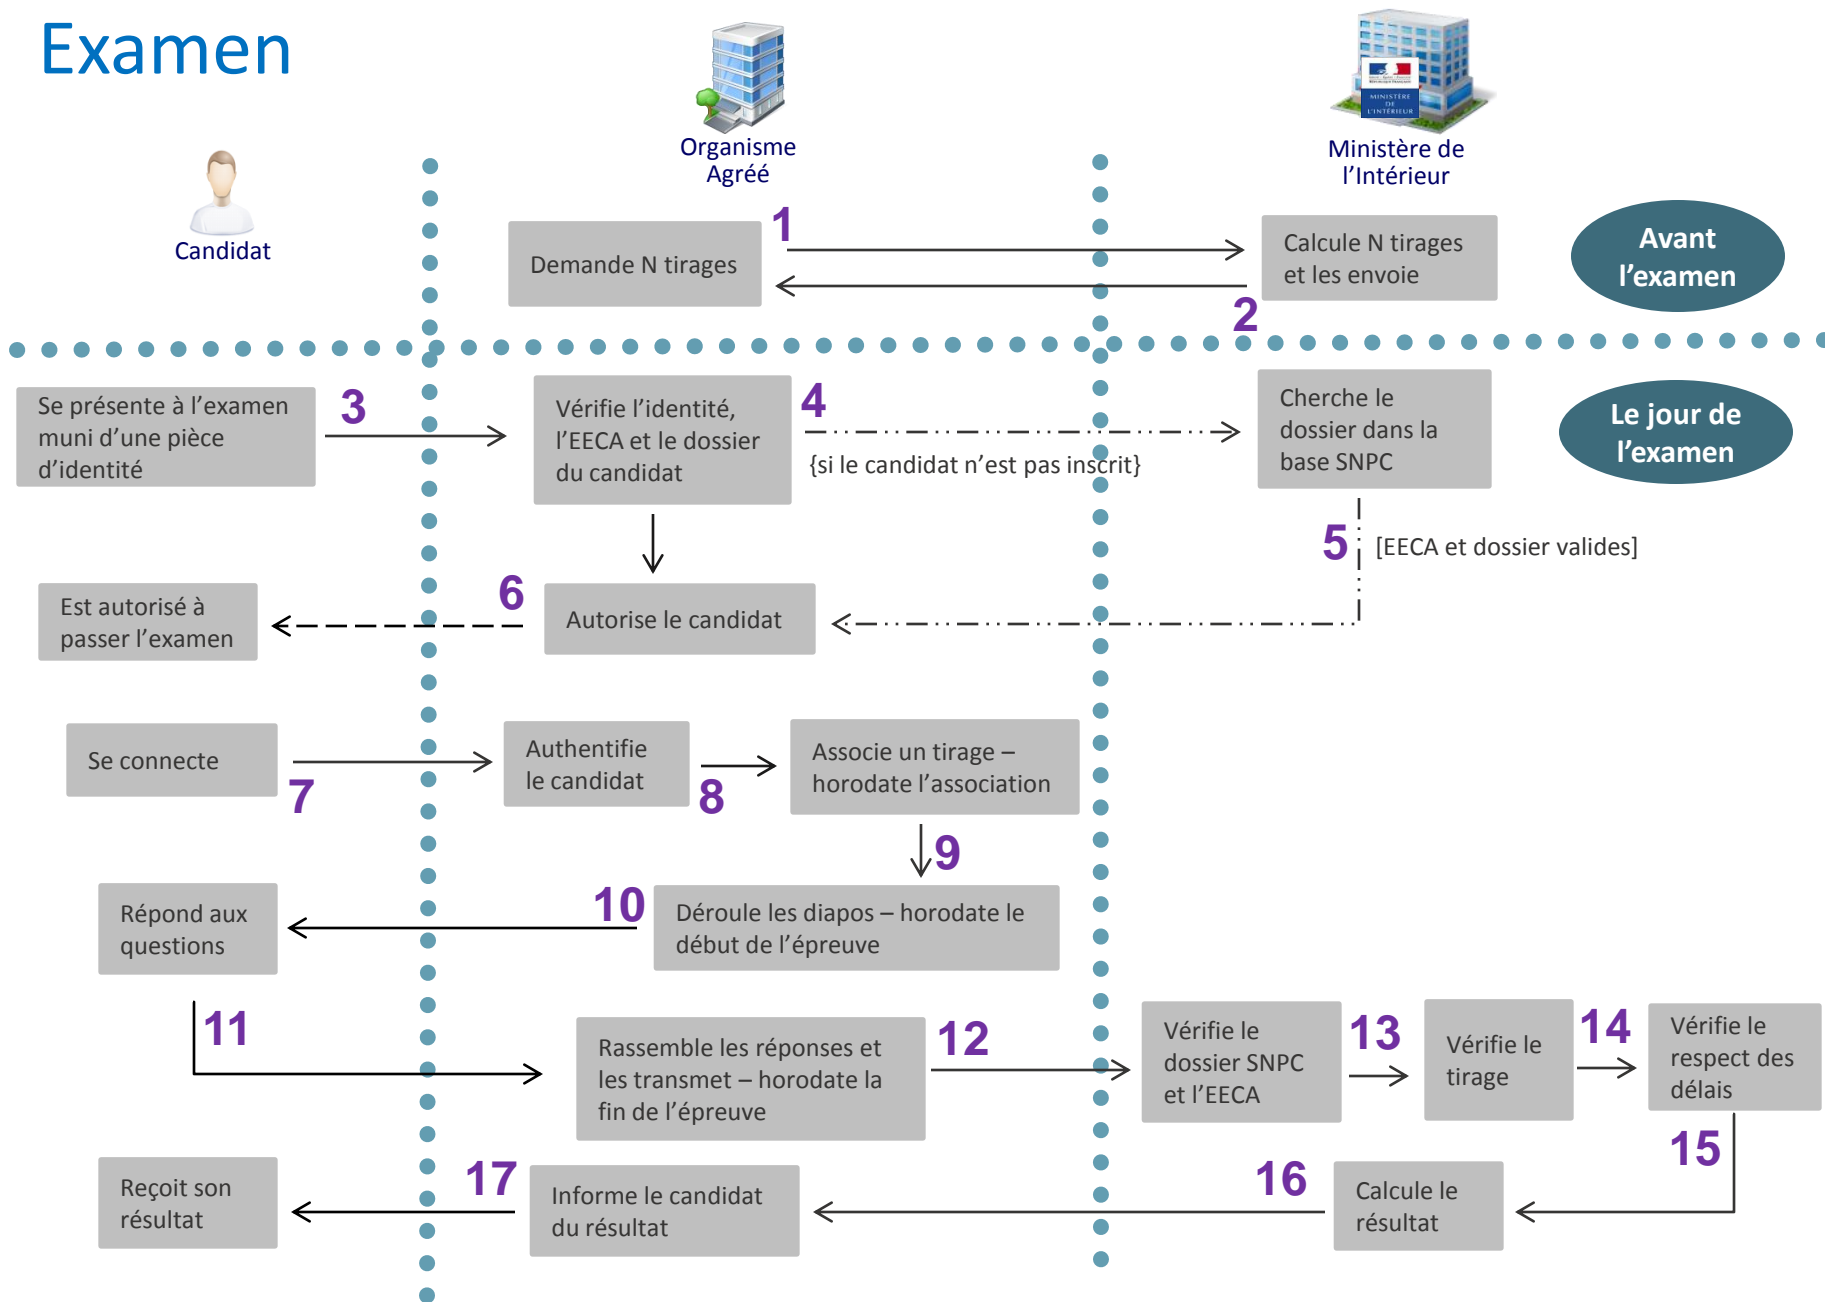 Examen
Organisme
Agréé
MINISTÈRE
DE
L'INTÉRIEUR
Ministère de
l'Intérieur
Candidat
1
Demande N tirages
Calcule N tirages
et les envoie
2
Avant
l'examen
Se présente à l'examen
muni d'une pièce
d'identité
3
Vérifie l'identité,
l'EECA et le dossier
du candidat
4
{si le candidat n'est pas inscrit}
Cherche le
dossier dans la
base SNPC
Le jour de
l'examen
5
[EECA et dossier valides]
Est autorisé à
passer l'examen
6
Autorise le candidat
Se connecte
7
Authentifie
le candidat
8
Associe un tirage –
horodate l'association
9
Répond aux
questions
10
Déroule les diapos – horodate le
début de l'épreuve
11
Rassemble les réponses et
les transmet – horodate la
fin de l'épreuve
12
Vérifie le
dossier SNPC
et l'EECA
13
Vérifie le
tirage
14
Vérifie le
respect des
délais
15
Reçoit son
résultat
17
Informe le candidat
du résultat
16
Calcule le
résultat